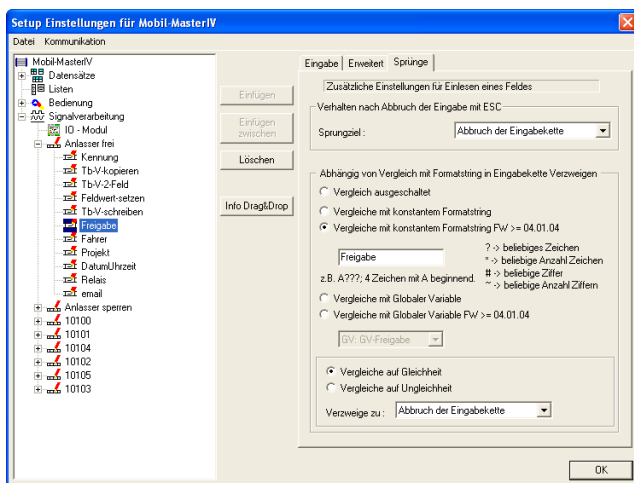 Setup Einstellungen für Mobil-MasterIV
Datei Kommunikation
Mobil-MasterIV
Datensätze
Listen
Bedienung
Signalverarbeitung
IO - Modul
Anlasser frei
Kennung
Tb-V-kopieren
Tb-V-2-Feld
Feldwert-setzen
Tb-V-schreiben
Freigabe
Fahrer
Projekt
DatumUhrzeit
Relais
email
Anlasser sperren
10100
10101
10104
10102
10105
10103
Einfügen
Einfügen
zwischen
Löschen
Info Drag&Drop
Eingabe Erweitert Sprünge
Zusätzliche Einstellungen für Einlesen eines Feldes
Verhalten nach Abbruch der Eingabe mit ESC
Sprungziel : Abbruch der Eingabekette
Abhängig von Vergleich mit Formatstring in Eingabekette Verzweigen
Vergleich ausgeschaltet
Vergleiche mit konstantem Formatstring
Vergleiche mit konstantem Formatstring FW >= 04.01.04
Freigabe
? -> beliebiges Zeichen
* -> beliebige Anzahl Zeichen
# -> beliebige Ziffer
~ -> beliebige Anzahl Ziffern
z.B. A???; 4 Zeichen mit A beginnend.
Vergleiche mit Globaler Variable
Vergleiche mit Globaler Variable FW >= 04.01.04
GV: GV-Freigabe
Vergleiche auf Gleichheit
Vergleiche auf Ungleichheit
Verzweige zu : Abbruch der Eingabekette
OK